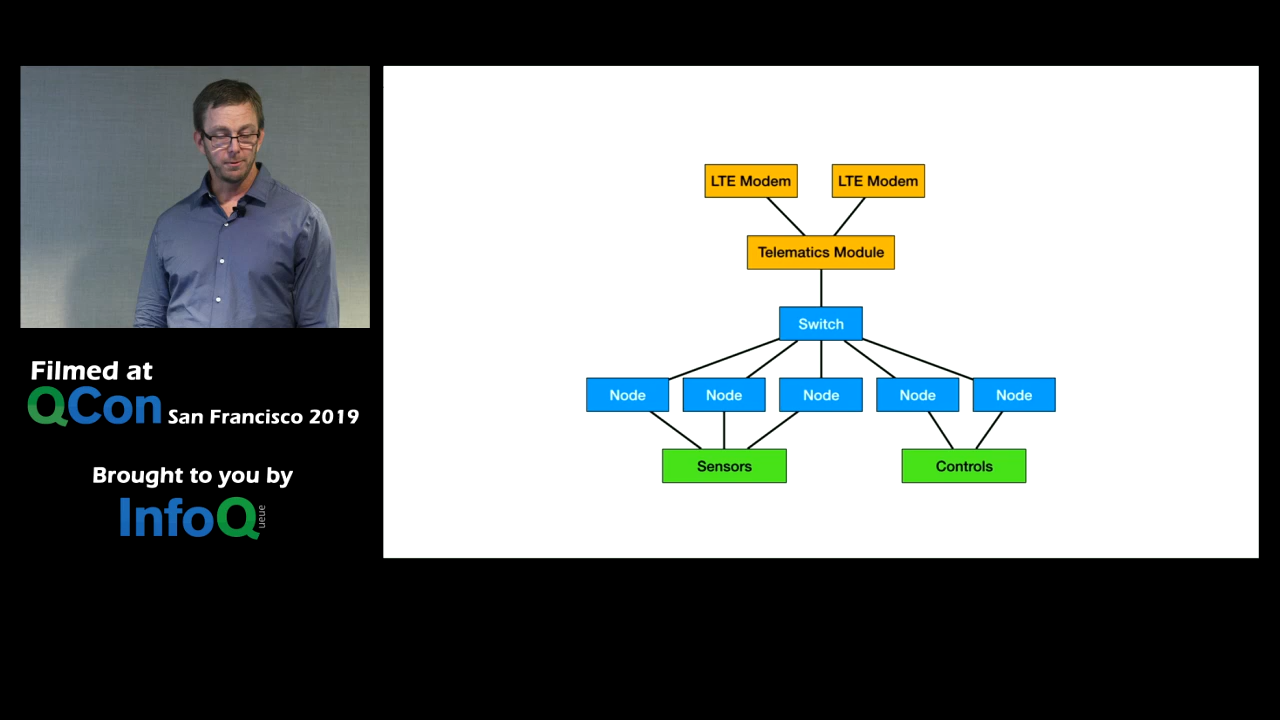 LTE Modem LTE Modem
Telematics Module
Switch
Node Node Node Node Node
Sensors Controls
Filmed at
QCon San Francisco 2019
Brought to you by
InfoQ
ueue